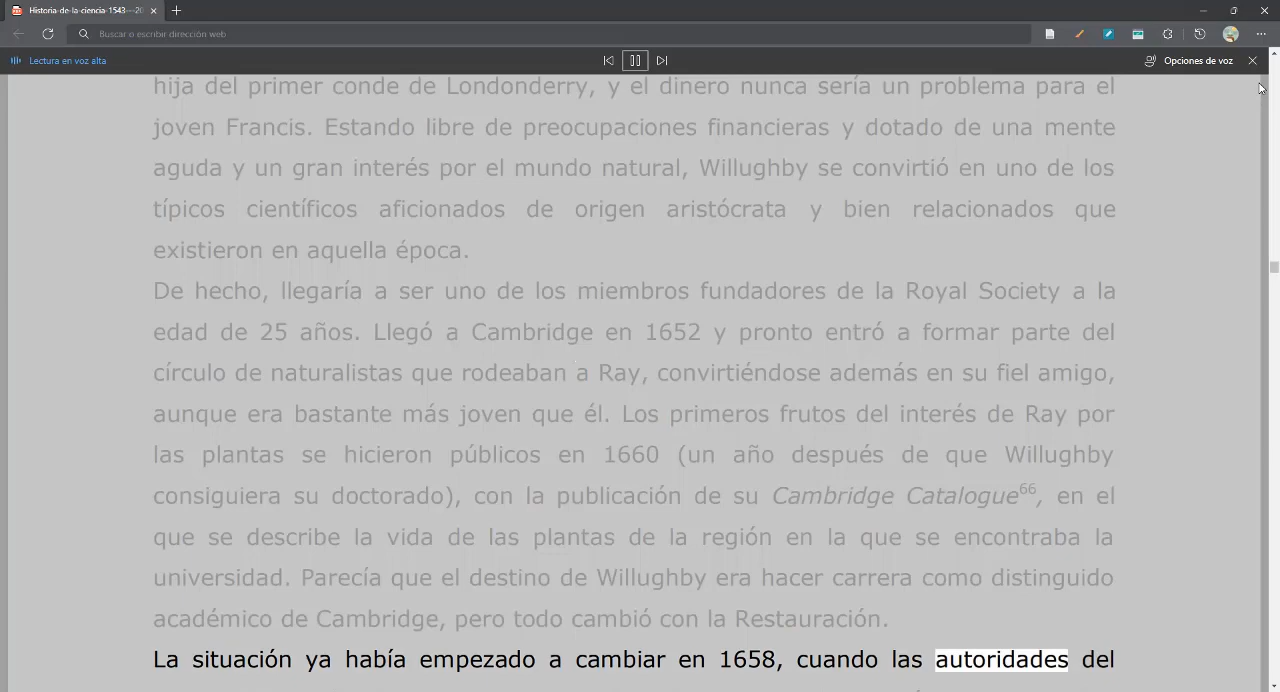 Historia-de-la-ciencia-1543---20
Buscar o escribir dirección web
Lectura en voz alta
Opciones de voz
hija del primer conde de Londonderry, y el dinero nunca sería un problema para el
joven Francis. Estando libre de preocupaciones financieras y dotado de una mente
aguda y un gran interés por el mundo natural, Willughby se convirtió en uno de los
típicos científicos aficionados de origen aristócrata y bien relacionados que
existieron en aquella época.
De hecho, llegaría a ser uno de los miembros fundadores de la Royal Society a la
edad de 25 años. Llegó a Cambridge en 1652 y pronto entró a formar parte del
círculo de naturalistas que rodeaban a Ray, convirtiéndose además en su fiel amigo,
aunque era bastante más joven que él. Los primeros frutos del interés de Ray por
las plantas se hicieron públicos en 1660 (un año después de que Willughby
consiguiera su doctorado), con la publicación de su Cambridge Catalogue66, en el
que se describe la vida de las plantas de la región en la que se encontraba la
universidad. Parecía que el destino de Willughby era hacer carrera como distinguido
académico de Cambridge, pero todo cambió con la Restauración.
La situación ya había empezado a cambiar en 1658, cuando las autoridades del